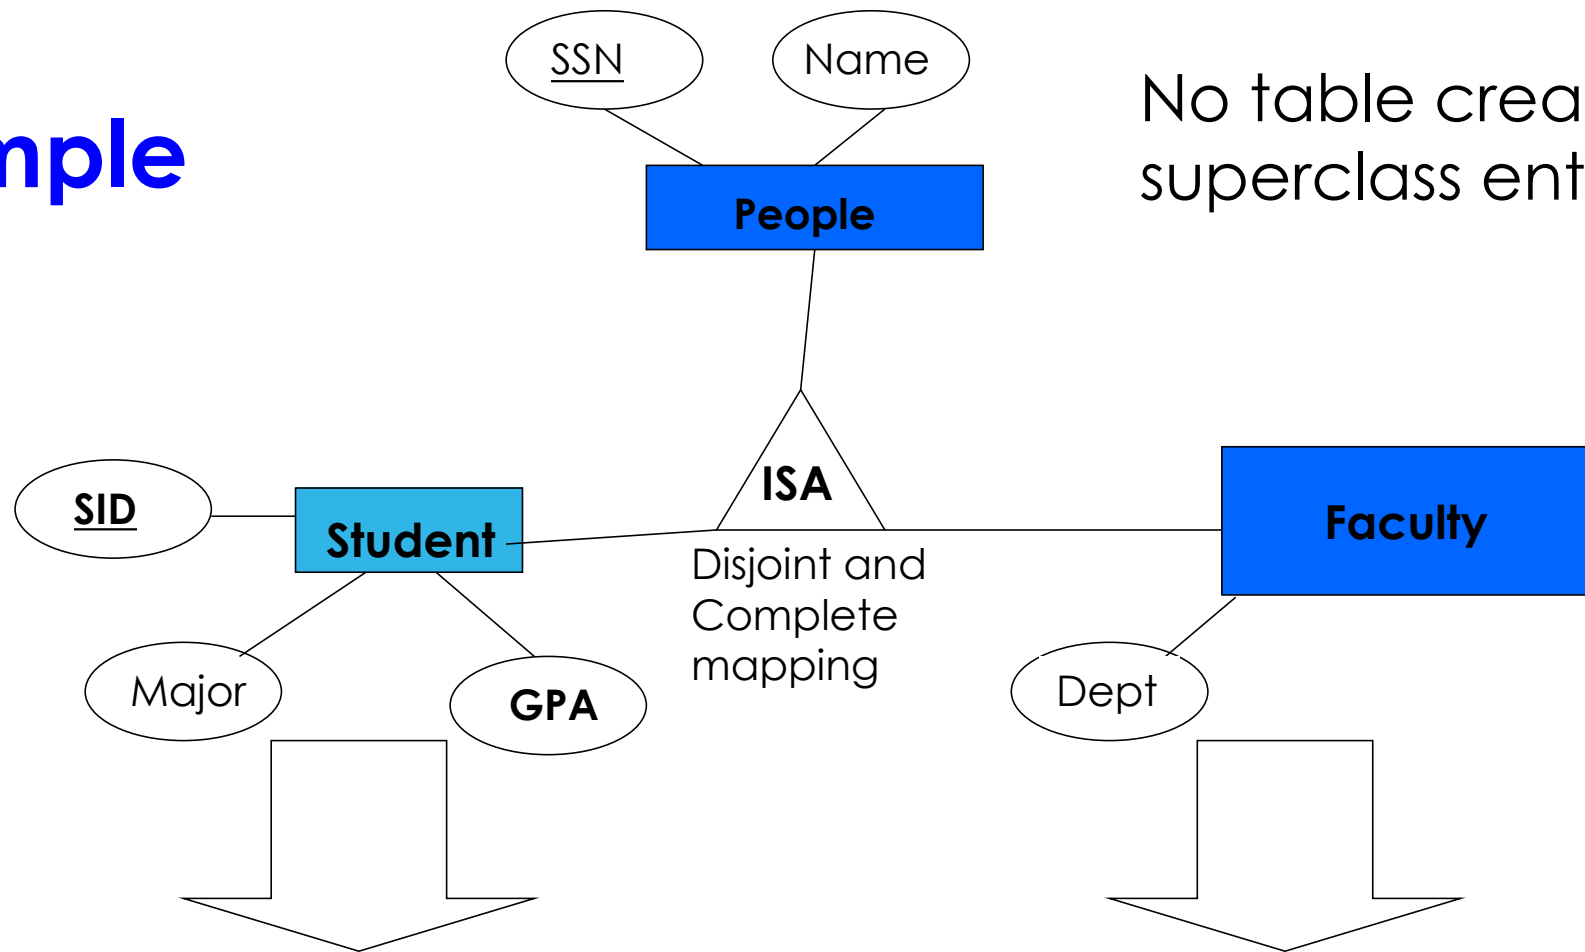 SSN
Name
No table crea
mple
superclass ent
People
ISA
SID
Student
Faculty
Disjoint and
Complete
mapping
Major
GPA
Dept